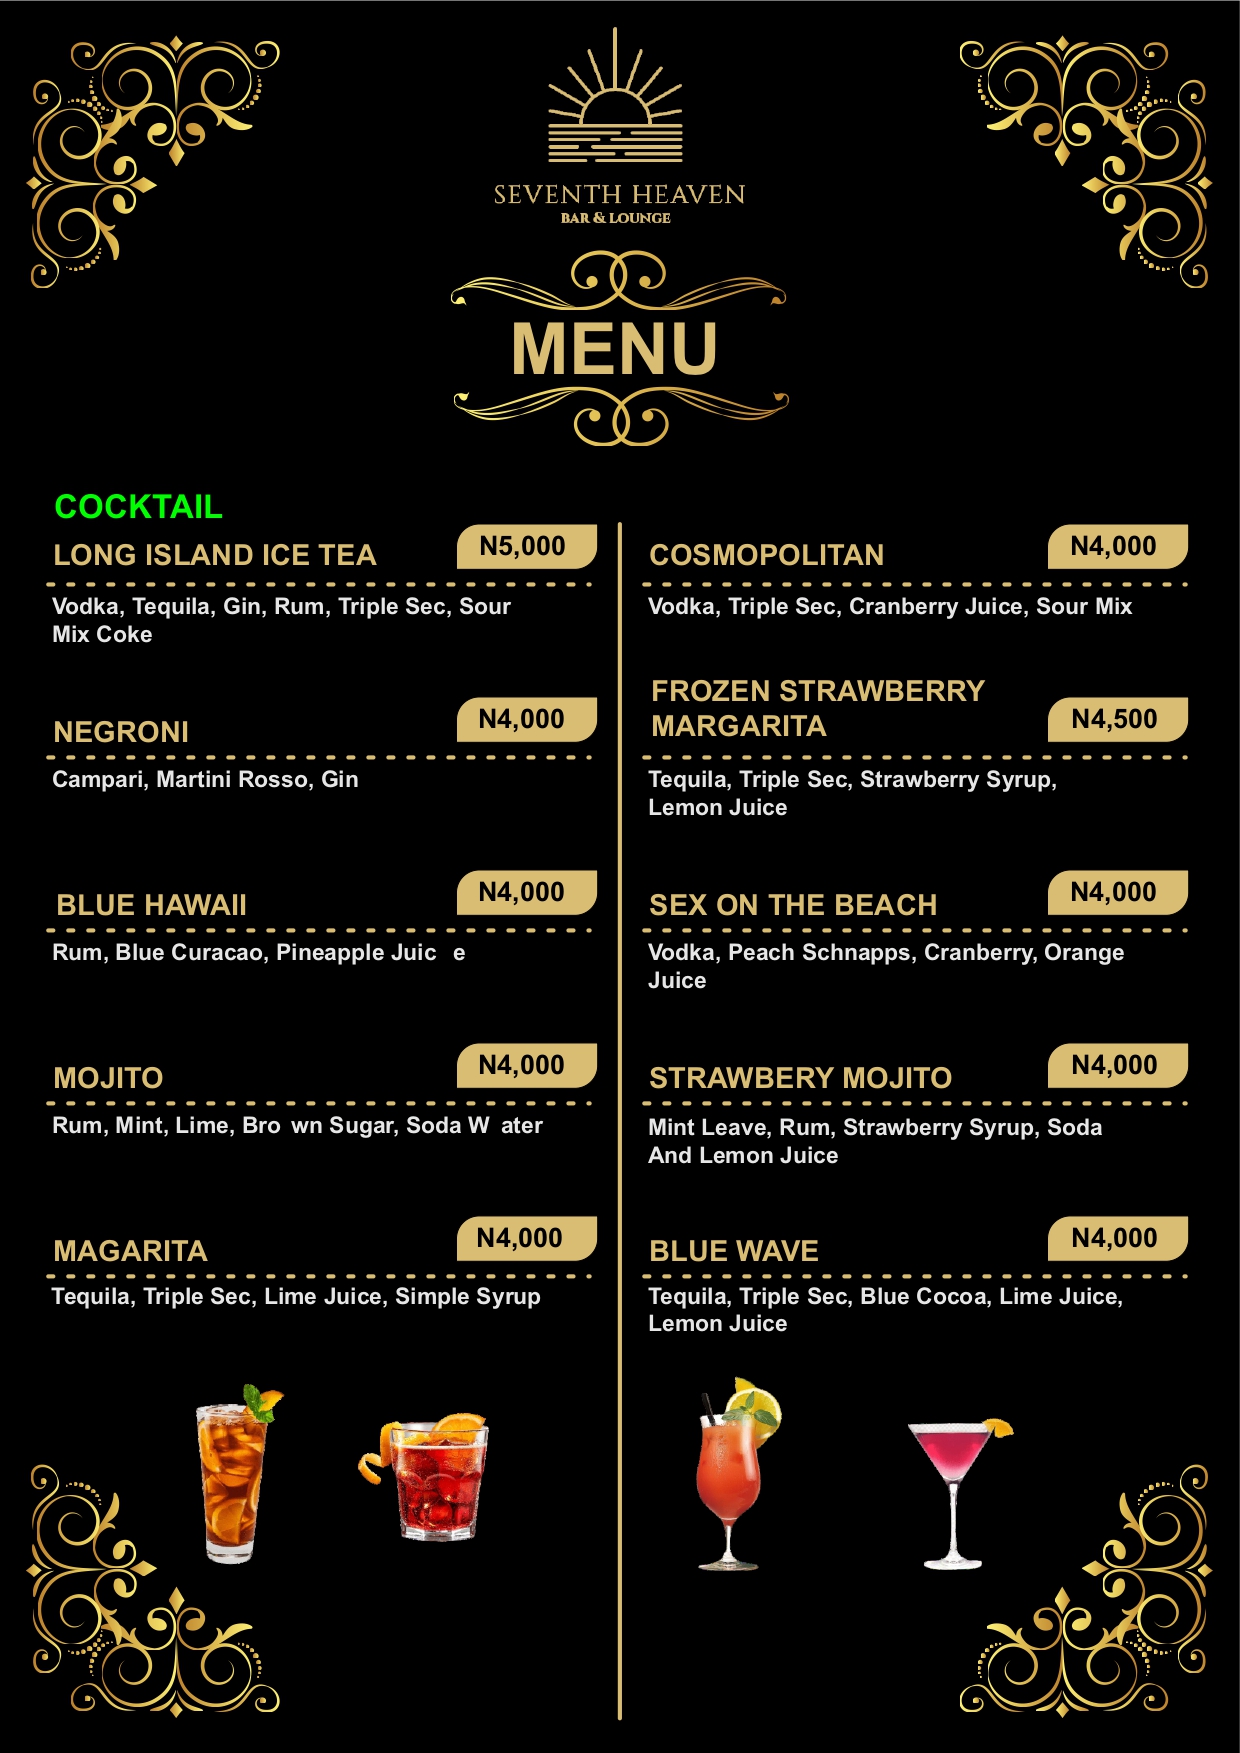 SEVENTH HEAVEN
BAR & LOUNGE
MENU
COCKTAIL
LONG ISLAND ICE TEA
N5,000
Vodka, Tequila, Gin, Rum, Triple Sec, Sour
Mix Coke
NEGRONI
N4,000
Campari, Martini Rosso, Gin
BLUE HAWAII
N4,000
Rum, Blue Curacao, Pineapple Juic e
MOJITO
N4,000
Rum, Mint, Lime, Bro wn Sugar, Soda W ater
MAGARITA
N4,000
Tequila, Triple Sec, Lime Juice, Simple Syrup
COSMOPOLITAN
N4,000
Vodka, Triple Sec, Cranberry Juice, Sour Mix
FROZEN STRAWBERRY
MARGARITA
N4,500
Tequila, Triple Sec, Strawberry Syrup,
Lemon Juice
SEX ON THE BEACH
N4,000
Vodka, Peach Schnapps, Cranberry, Orange
Juice
STRAWBERY MOJITO
N4,000
Mint Leave, Rum, Strawberry Syrup, Soda
And Lemon Juice
BLUE WAVE
N4,000
Tequila, Triple Sec, Blue Cocoa, Lime Juice,
Lemon Juice